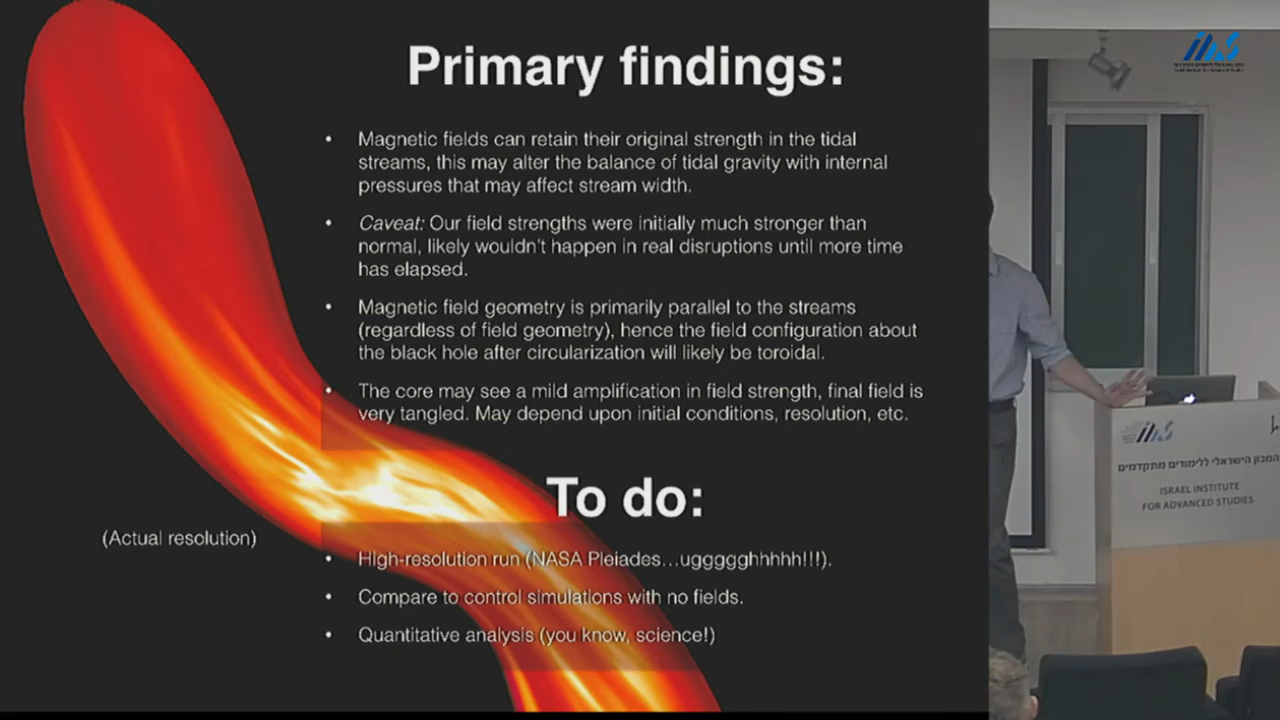 Primary findings:
• Magnetic fields can retain their original strength in the tidal
streams, this may alter the balance of tidal gravity with internal
pressures that may affect stream width.
• Caveat: Our field strengths were initially much stronger than
normal, likely wouldn't happen in real disruptions until more time
has elapsed.
• Magnetic field geometry is primarily parallel to the streams
(regardless of field geometry), hence the field configuration about
the black hole after circularization will likely be toroidal.
• The core may see a mild amplification in field strength, final field is
very tangled. May depend upon initial conditions, resolution, etc.
To do:
(Actual resolution)
• High-resolution run (NASA Pleiades...uggggghhhhh!!!).
• Compare to control simulations with no fields.
• Quantitative analysis (you know, science!)
המכון הישראלי ללימודים מתקדמים
ISRAEL INSTITUTE
FOR ADVANCED STUDIES